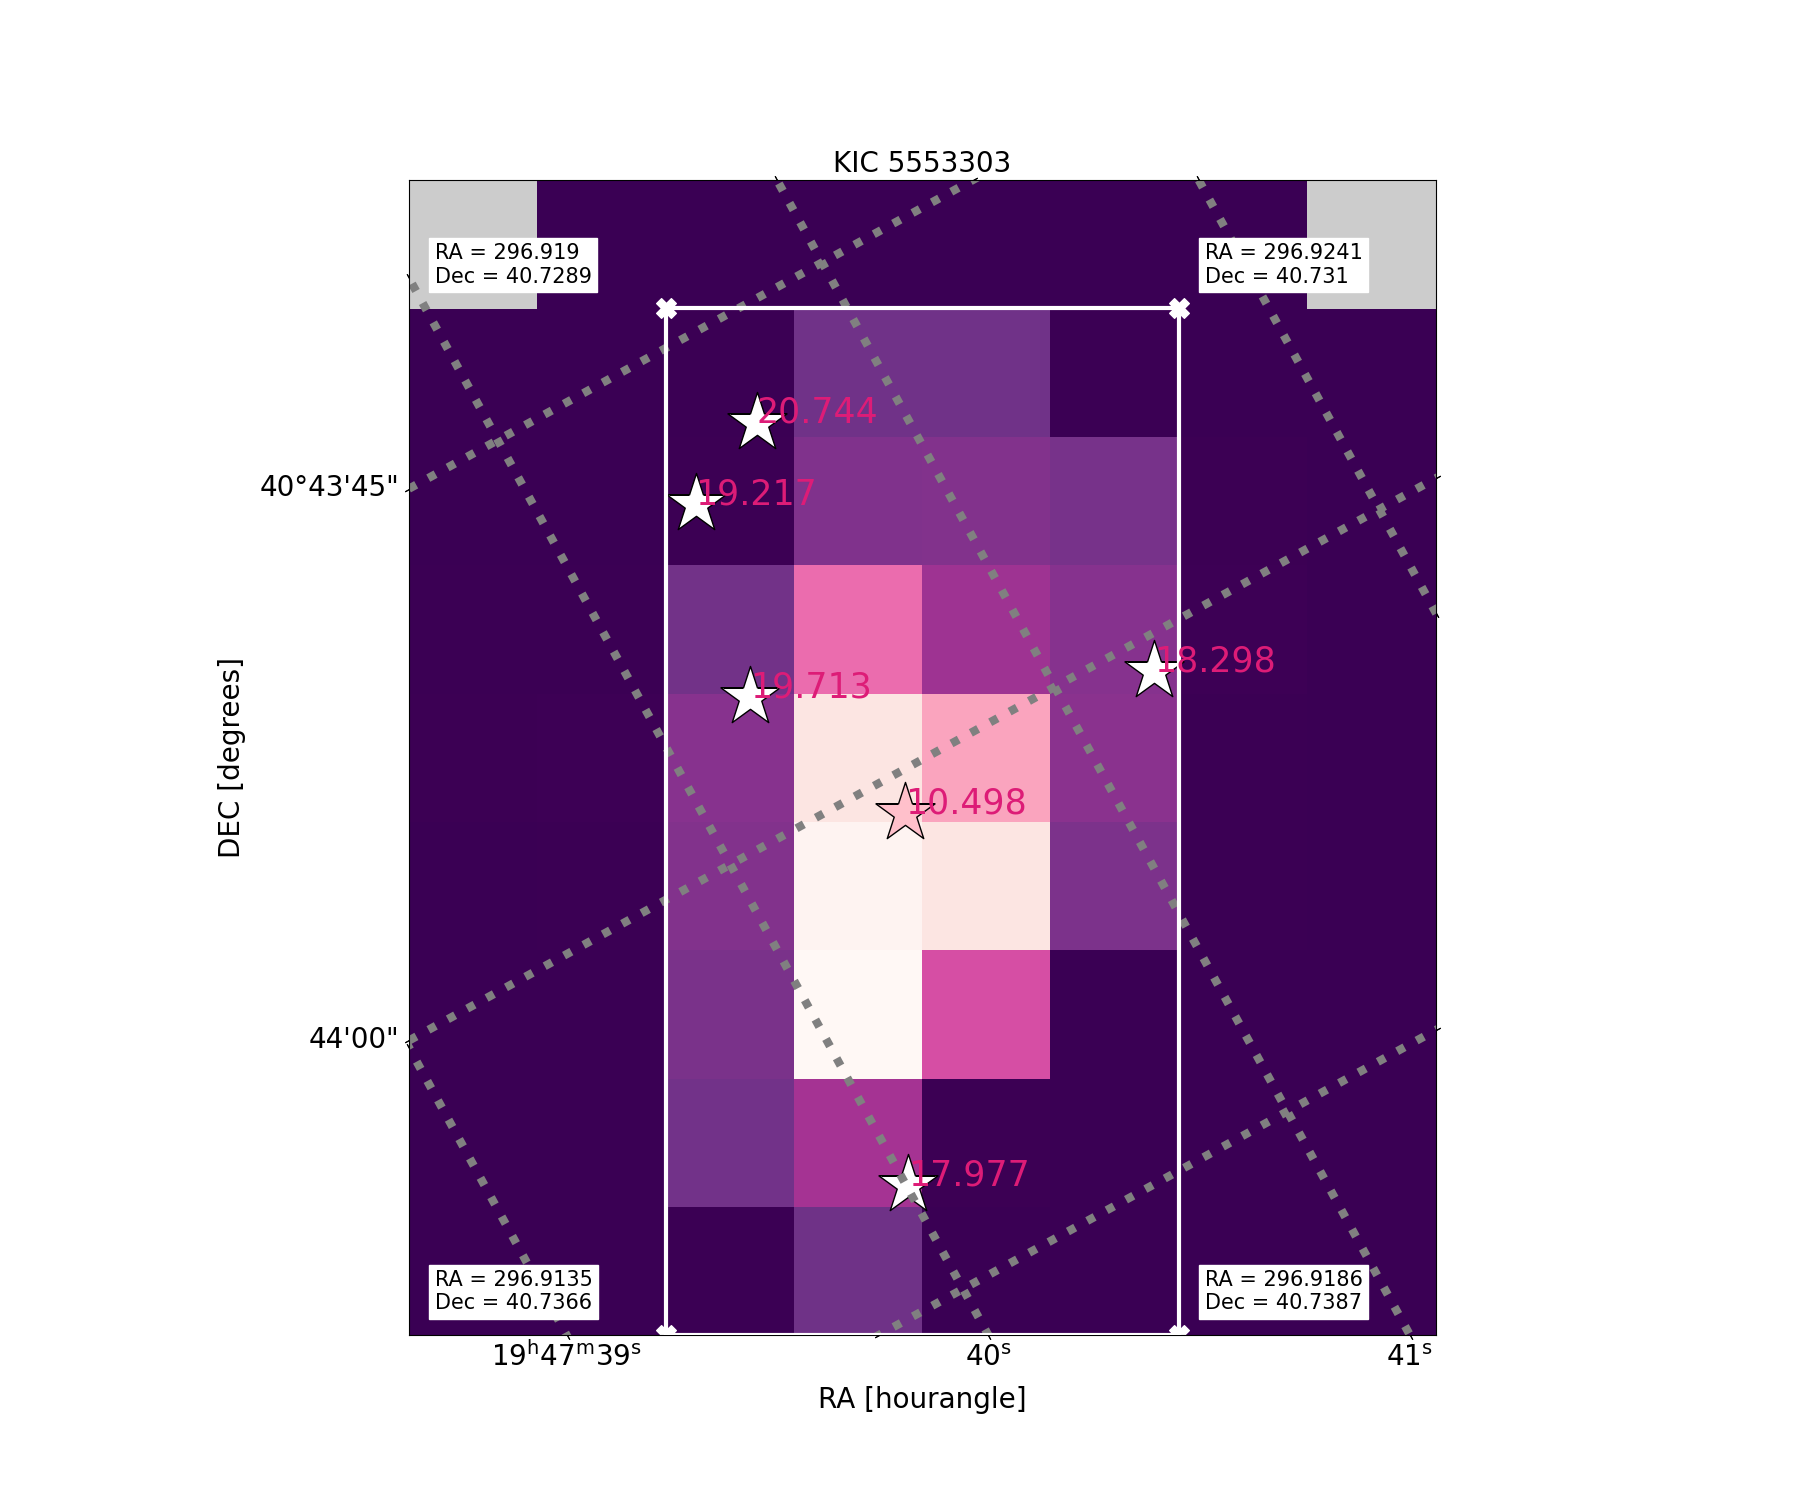 KIC 5553303
RA = 296.919
Dec = 40.7289
RA = 296.9241
Dec = 40.731
20.744
40°43'45"
19.217
18.298
19.713
DEC [degrees]
10.498
44'00"
17.977
RA = 296.9135
Dec = 40.7366
RA = 296.9186
Dec = 40.7387
19ʰ47ᵐ39ˢ
40ˢ
41ˢ
RA [hourangle]